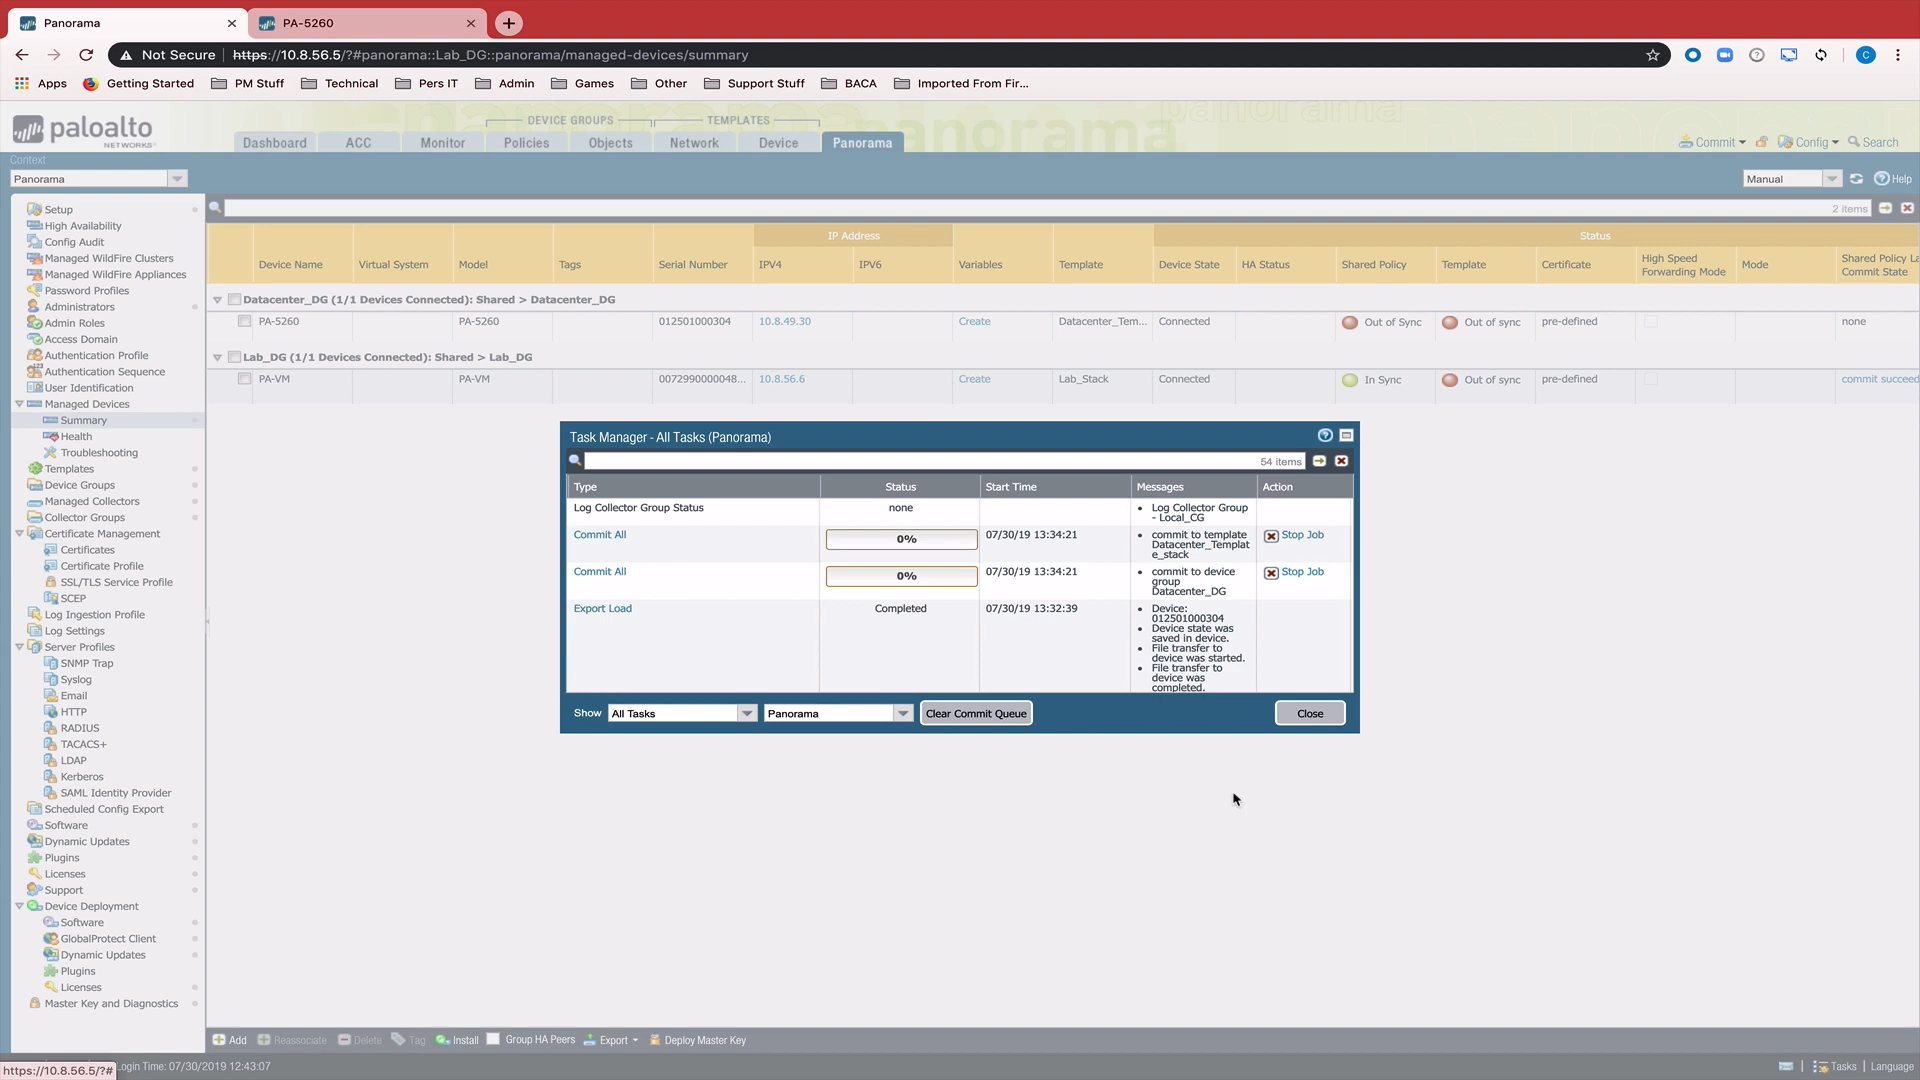 Panorama
PA-5260
Not Secure
https://10.8.56.5/?#panorama::Lab_DG::panorama/managed-devices/summary
C
Apps
Getting Started
PM Stuff
Technical
Pers IT
Admin
Games
Other
Support Stuff
BACA
Imported From Fir...
paloalto
NETWORKS
panorama
panorama
DEVICE GROUPS
TEMPLATES
Dashboard
ACC
Monitor
Policies
Objects
Network
Device
Panorama
Commit
Config
Search
Context
Panorama
Manual
Help
2 items
Setup
High Availability
Config Audit
Managed WildFire Clusters
Managed WildFire Appliances
Password Profiles
Administrators
Admin Roles
Access Domain
Authentication Profile
Authentication Sequence
User Identification
Managed Devices
Summary
Health
Troubleshooting
Templates
Device Groups
Managed Collectors
Collector Groups
Certificate Management
Certificates
Certificate Profile
SSL/TLS Service Profile
SCEP
Log Ingestion Profile
Log Settings
Server Profiles
SNMP Trap
Syslog
Email
HTTP
RADIUS
TACACS+
LDAP
Kerberos
SAML Identity Provider
Scheduled Config Export
Software
Dynamic Updates
Plugins
Licenses
Support
Device Deployment
Software
GlobalProtect Client
Dynamic Updates
Plugins
Licenses
Master Key and Diagnostics
IP Address
Status
Device Name
Virtual System
Model
Tags
Serial Number
IPV4
IPV6
Variables
Template
Device State
HA Status
Shared Policy
Template
Certificate
High Speed
Forwarding Mode
Mode
Shared Policy La
Commit State
Datacenter_DG (1/1 Devices Connected): Shared > Datacenter_DG
PA-5260
PA-5260
012501000304
10.8.49.30
Create
Datacenter_Tem...
Connected
Out of Sync
Out of sync
pre-defined
none
Lab_DG (1/1 Devices Connected): Shared > Lab_DG
PA-VM
PA-VM
0072990000048...
10.8.56.6
Create
Lab_Stack
Connected
In Sync
Out of sync
pre-defined
commit succeed
Task Manager - All Tasks (Panorama)
54 items
Type
Status
Start Time
Messages
Action
Log Collector Group Status
none
• Log Collector Group
- Local_CG
Commit All
0%
07/30/19 13:34:21
• commit to template
Datacenter_Templat
e_stack
Stop Job
Commit All
0%
07/30/19 13:34:21
• commit to device
group
Datacenter_DG
Stop Job
Export Load
Completed
07/30/19 13:32:39
• Device:
012501000304
• Device state was
saved in device.
• File transfer to
device was started.
• File transfer to
device was
completed.
Show
All Tasks
Panorama
Clear Commit Queue
Close
Add
Reassociate
Delete
Tag
Install
Group HA Peers
Export
Deploy Master Key
https://10.8.56.5/?#
Login Time: 07/30/2019 12:43:07
Tasks
Language